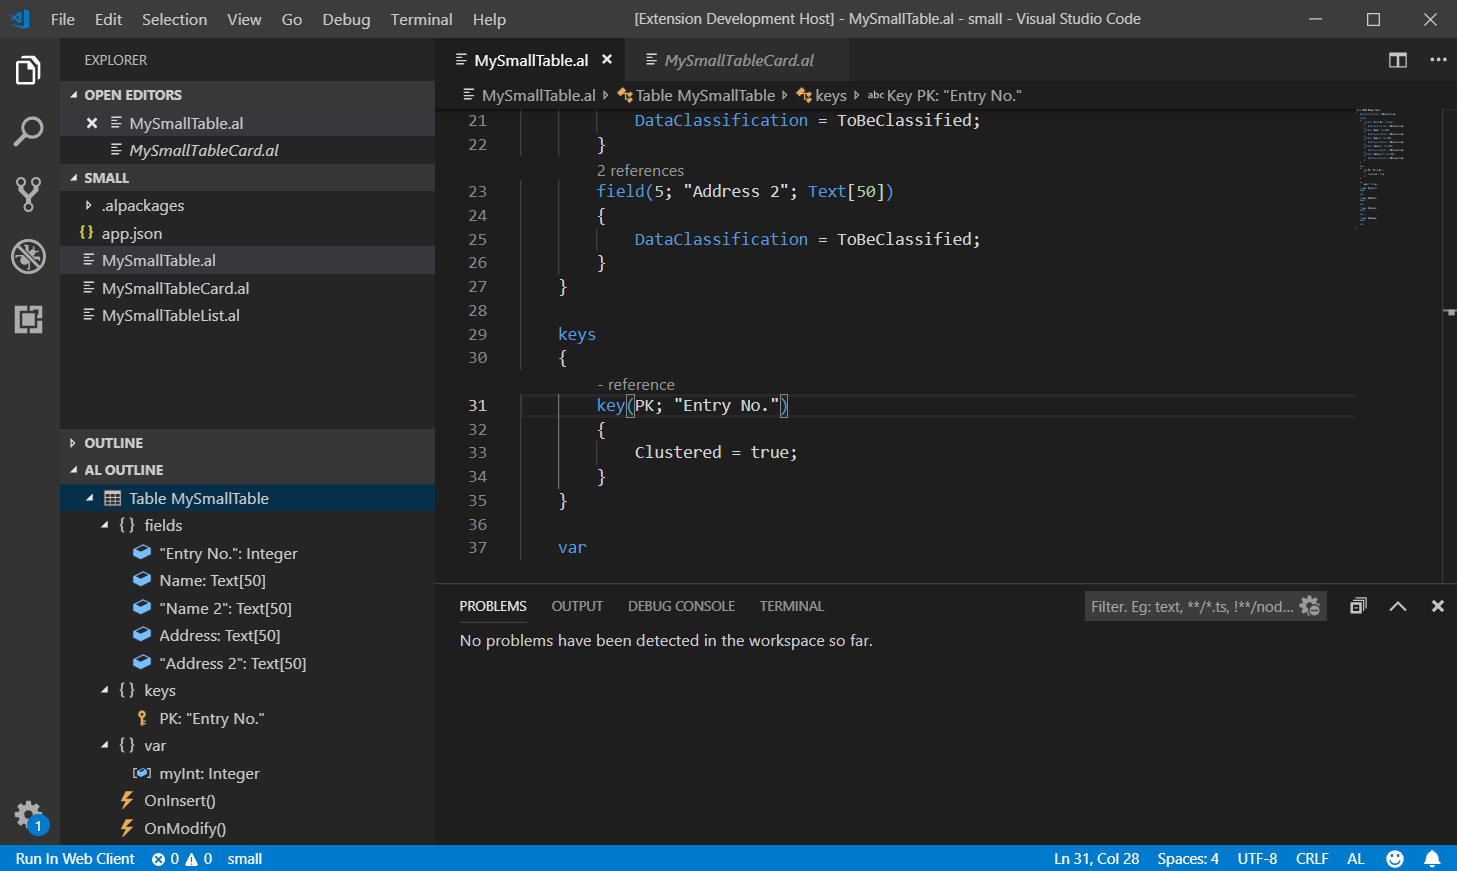 File Edit Selection View Go Debug Terminal Help [Extension Development Host] - MySmallTable.al - small - Visual Studio Code
EXPLORER
OPEN EDITORS
MySmallTable.al
MySmallTableCard.al
SMALL
.alpackages
{} app.json
MySmallTable.al
MySmallTableCard.al
MySmallTableList.al
OUTLINE
AL OUTLINE
Table MySmallTable
{} fields
"Entry No.": Integer
Name: Text[50]
"Name 2": Text[50]
Address: Text[50]
"Address 2": Text[50]
{} keys
PK: "Entry No."
{} var
myInt: Integer
OnInsert()
OnModify()
1
MySmallTable.al MySmallTableCard.al
MySmallTable.al Table MySmallTable keys abc Key PK: "Entry No."
21 DataClassification = ToBeClassified;
22 }
2 references
23 field(5; "Address 2"; Text[50])
24 {
25 DataClassification = ToBeClassified;
26 }
27 }
28
29 keys
30 {
- reference
31 key(PK; "Entry No.")
32 {
33 Clustered = true;
34 }
35 }
36
37 var
PROBLEMS OUTPUT DEBUG CONSOLE TERMINAL Filter. Eg: text, **/*.ts, !**/nod...
No problems have been detected in the workspace so far.
Run In Web Client 0 0 small Ln 31, Col 28 Spaces: 4 UTF-8 CRLF AL